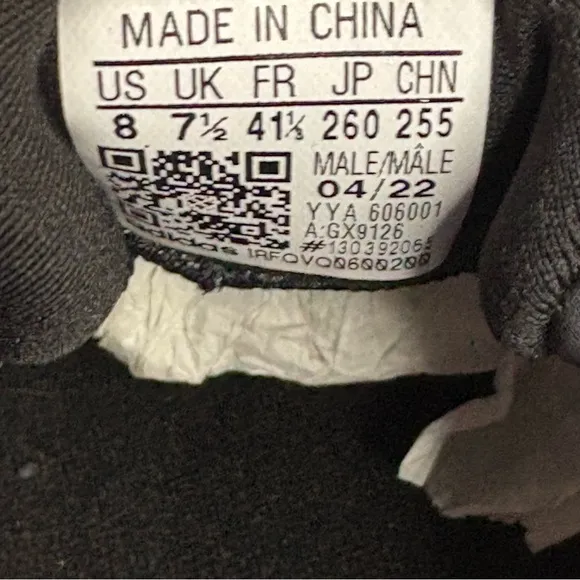 MADE IN CHINA
US UK FR JP CHN
8 7½ 41⅓ 260 255
MALE/MÂLE
04/22
YYA 606001
A:GX9126
adidas